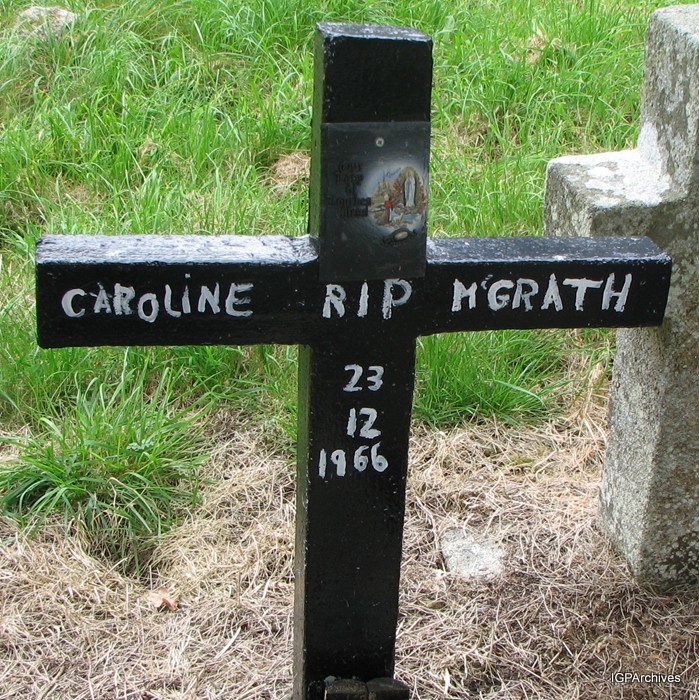 CAROLINE RIP McGRATH
23
12
1966
IGPArchives